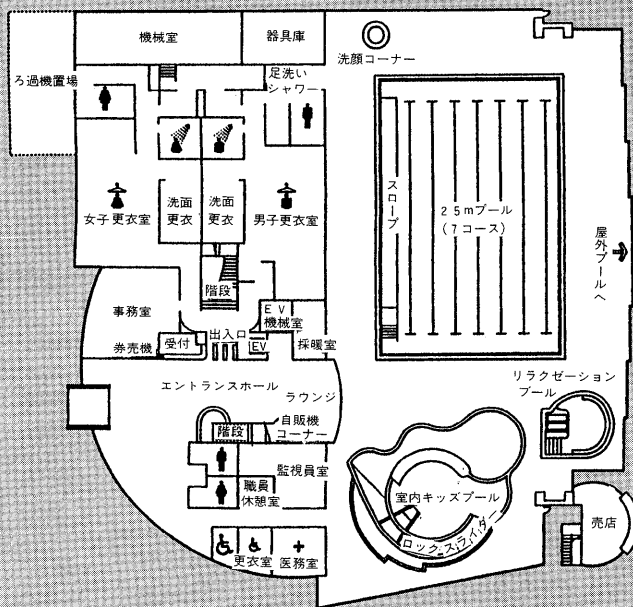 機械室
器具庫
洗顔コーナー
ろ過機置場
足洗い
シャワー
スロープ
25mプール
(7コース)
屋外プールへ
洗面
更衣
洗面
更衣
女子更衣室
男子更衣室
階段
事務室
EV
機械室
出入口
券売機
受付
EV
採暖室
エントランスホール
ラウンジ
リラクゼーション
プール
自販機
コーナー
階段
監視員室
職員
休憩室
室内キッズプール
ロックスライダー
売店
更衣室
医務室